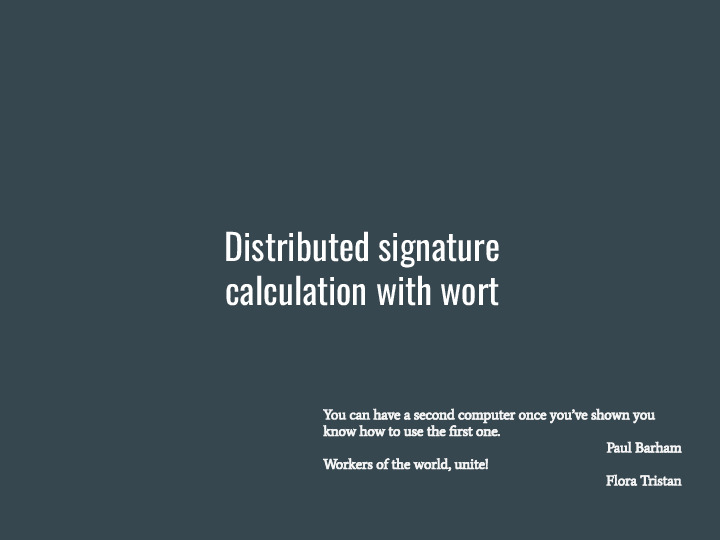 Distributed signature
calculation with wort
You can have a second computer once you’ve shown you
know how to use the first one.
Paul Barham
Workers of the world, unite!
Flora Tristan